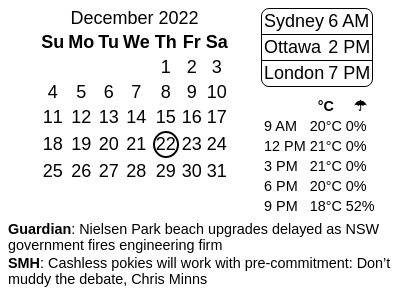 December 2022
Su Mo Tu We Th Fr Sa
1 2 3
4 5 6 7 8 9 10
11 12 13 14 15 16 17
18 19 20 21 22 23 24
25 26 27 28 29 30 31
Sydney 6 AM
Ottawa 2 PM
London 7 PM
°C ☂
9 AM 20°C 0%
12 PM 21°C 0%
3 PM 21°C 0%
6 PM 20°C 0%
9 PM 18°C 52%
Guardian: Nielsen Park beach upgrades delayed as NSW
government fires engineering firm
SMH: Cashless pokies will work with pre-commitment: Don’t
muddy the debate, Chris Minns